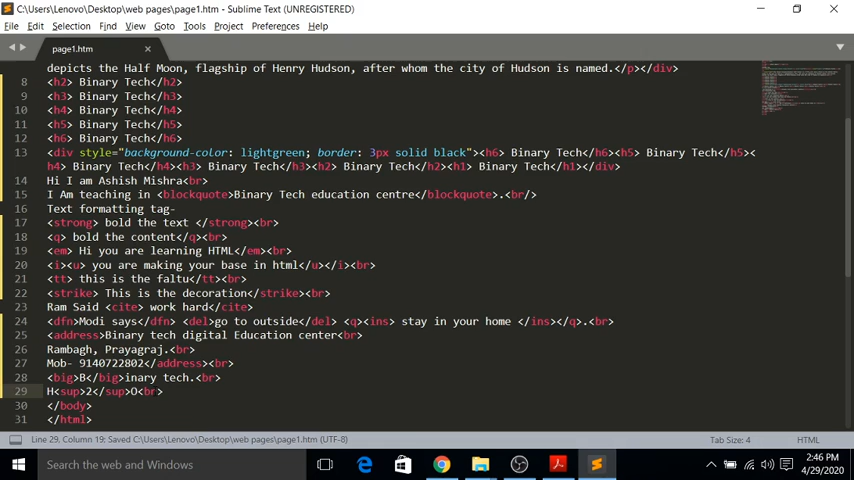 C:\Users\Lenovo\Desktop\web pages\page1.htm - Sublime Text (UNREGISTERED)
File Edit Selection Find View Goto Tools Project Preferences Help
page1.htm
depicts the Half Moon, flagship of Henry Hudson, after whom the city of Hudson is named.</p></div>
8 <h2> Binary Tech</h2>
9 <h3> Binary Tech</h3>
10 <h4> Binary Tech</h4>
11 <h5> Binary Tech</h5>
12 <h6> Binary Tech</h6>
13 <div style="background-color: lightgreen; border: 3px solid black"><h6> Binary Tech</h6><h5> Binary Tech</h5><
h4> Binary Tech</h4><h3> Binary Tech</h3><h2> Binary Tech</h2><h1> Binary Tech</h1></div>
14 Hi I am Ashish Mishra<br>
15 I Am teaching in <blockquote>Binary Tech education centre</blockquote>.<br/>
16 Text formatting tag-
17 <strong> bold the text </strong><br>
18 <q> bold the content</q><br>
19 <em> Hi you are learning HTML</em><br>
20 <i><u> you are making your base in html</u></i><br>
21 <tt> this is the faltu</tt><br>
22 <strike> This is the decoration</strike><br>
23 Ram Said <cite> work hard</cite>
24 <dfn>Modi says</dfn> <del>go to outside</del> <q><ins> stay in your home </ins></q>.<br>
25 <address>Binary tech digital Education center<br>
26 Rambagh, Prayagraj.<br>
27 Mob- 9140722802</address><br>
28 <big>B</big>inary tech.<br>
29 H<sup>2</sup>O<br>
30 </body>
31 </html>
Line 29, Column 19: Saved C:\Users\Lenovo\Desktop\web pages\page1.htm (UTF-8) Tab Size: 4 HTML
Search the web and Windows
2:46 PM
4/29/2020